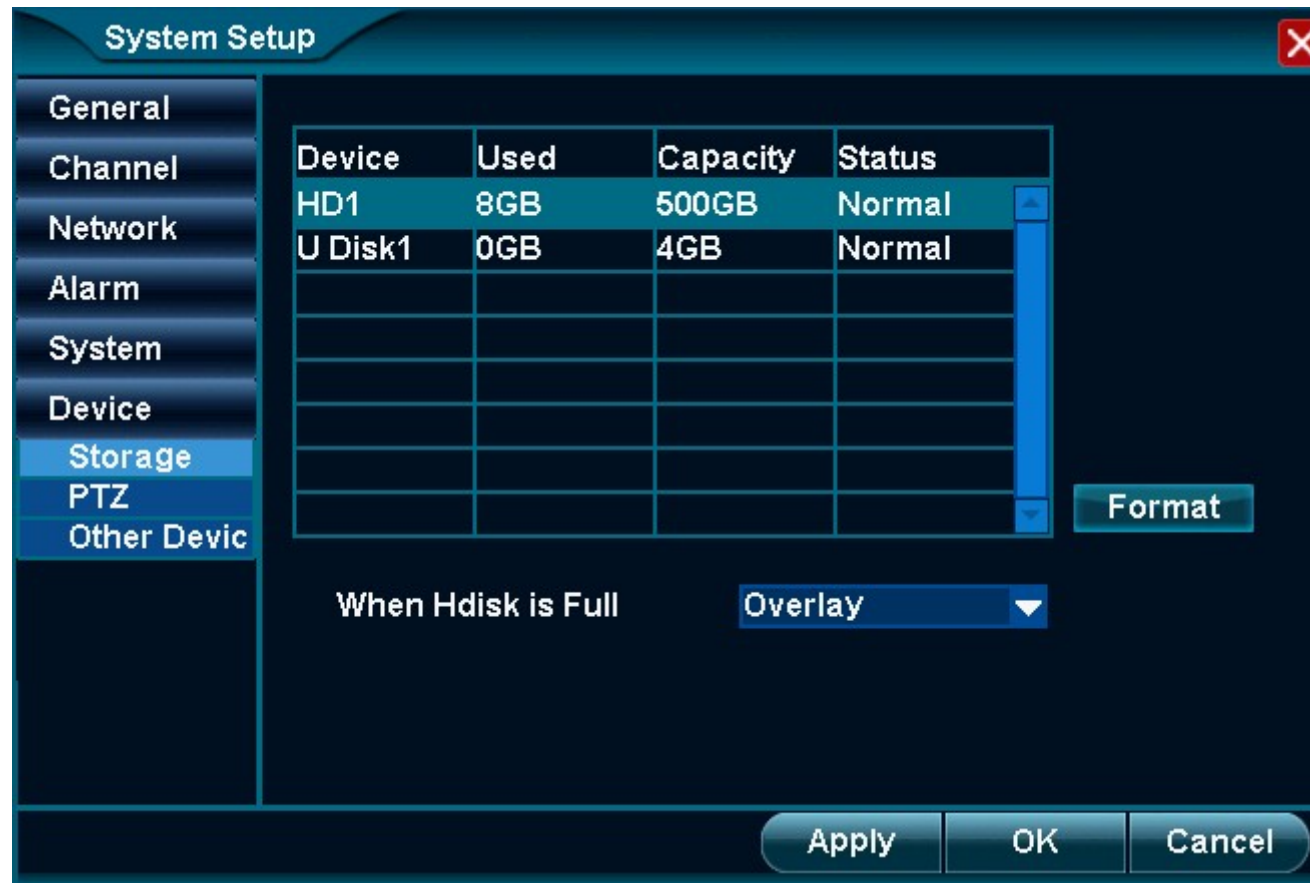 System Setup
General
Channel
Network
Alarm
System
Device
Storage
PTZ
Other Devic
Device Used Capacity Status
HD1 8GB 500GB Normal
U Disk1 0GB 4GB Normal
Format
When Hdisk is Full Overlay
Apply OK Cancel